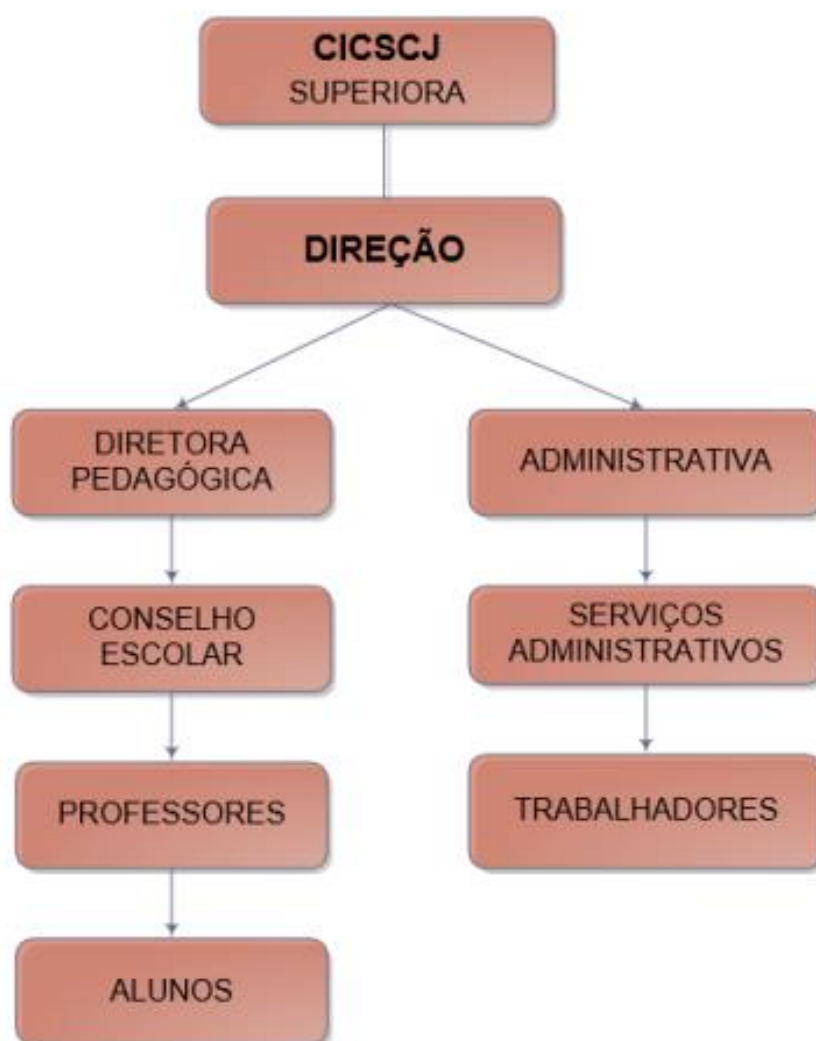 CICSCJ
SUPERIORA
DIREÇÃO
DIRETORA
PEDAGÓGICA
ADMINISTRATIVA
CONSELHO
ESCOLAR
SERVIÇOS
ADMINISTRATIVOS
PROFESSORES
TRABALHADORES
ALUNOS